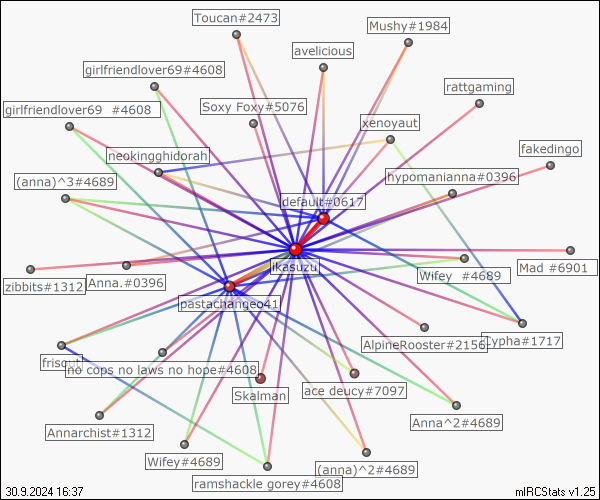 Toucan#2473
Mushy#1984
avelicious
girlfriendlover69#4608
rattgaming
girlfriendlover69 #4608
Soxy Foxy#5076
xenoyaut
neokingghidorah
fakedingo
(anna)^3#4689
hypomanianna#0396
default#0617
ikasuzu
zibbits#1312
Anna.#0396
Wifey #4689
Mad #6901
pastachangeo41
AlpineRooster#2156
Cypha#1717
no cops no laws no hope#4608
Skalman
ace deucy#7097
Anna^2#4689
Annarchist#1312
Wifey#4689
(anna)^2#4689
ramshackle gorey#4608
30.9.2024 16:37
mIRCStats v1.25